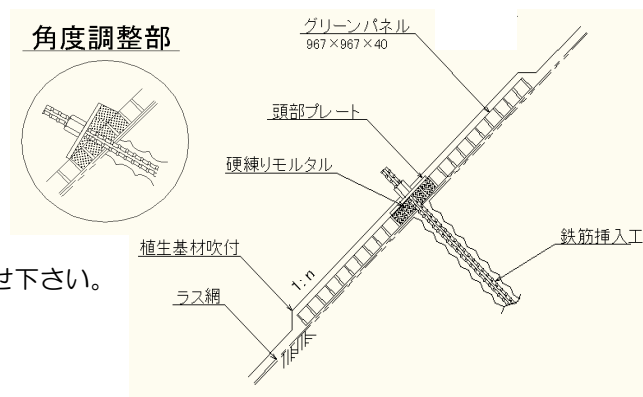 角度調整部
グリーンパネル
967×967×40
頭部プレート
硬練りモルタル
植生基材吹付
1:n
鉄筋挿入工
ラス網
せ下さい。